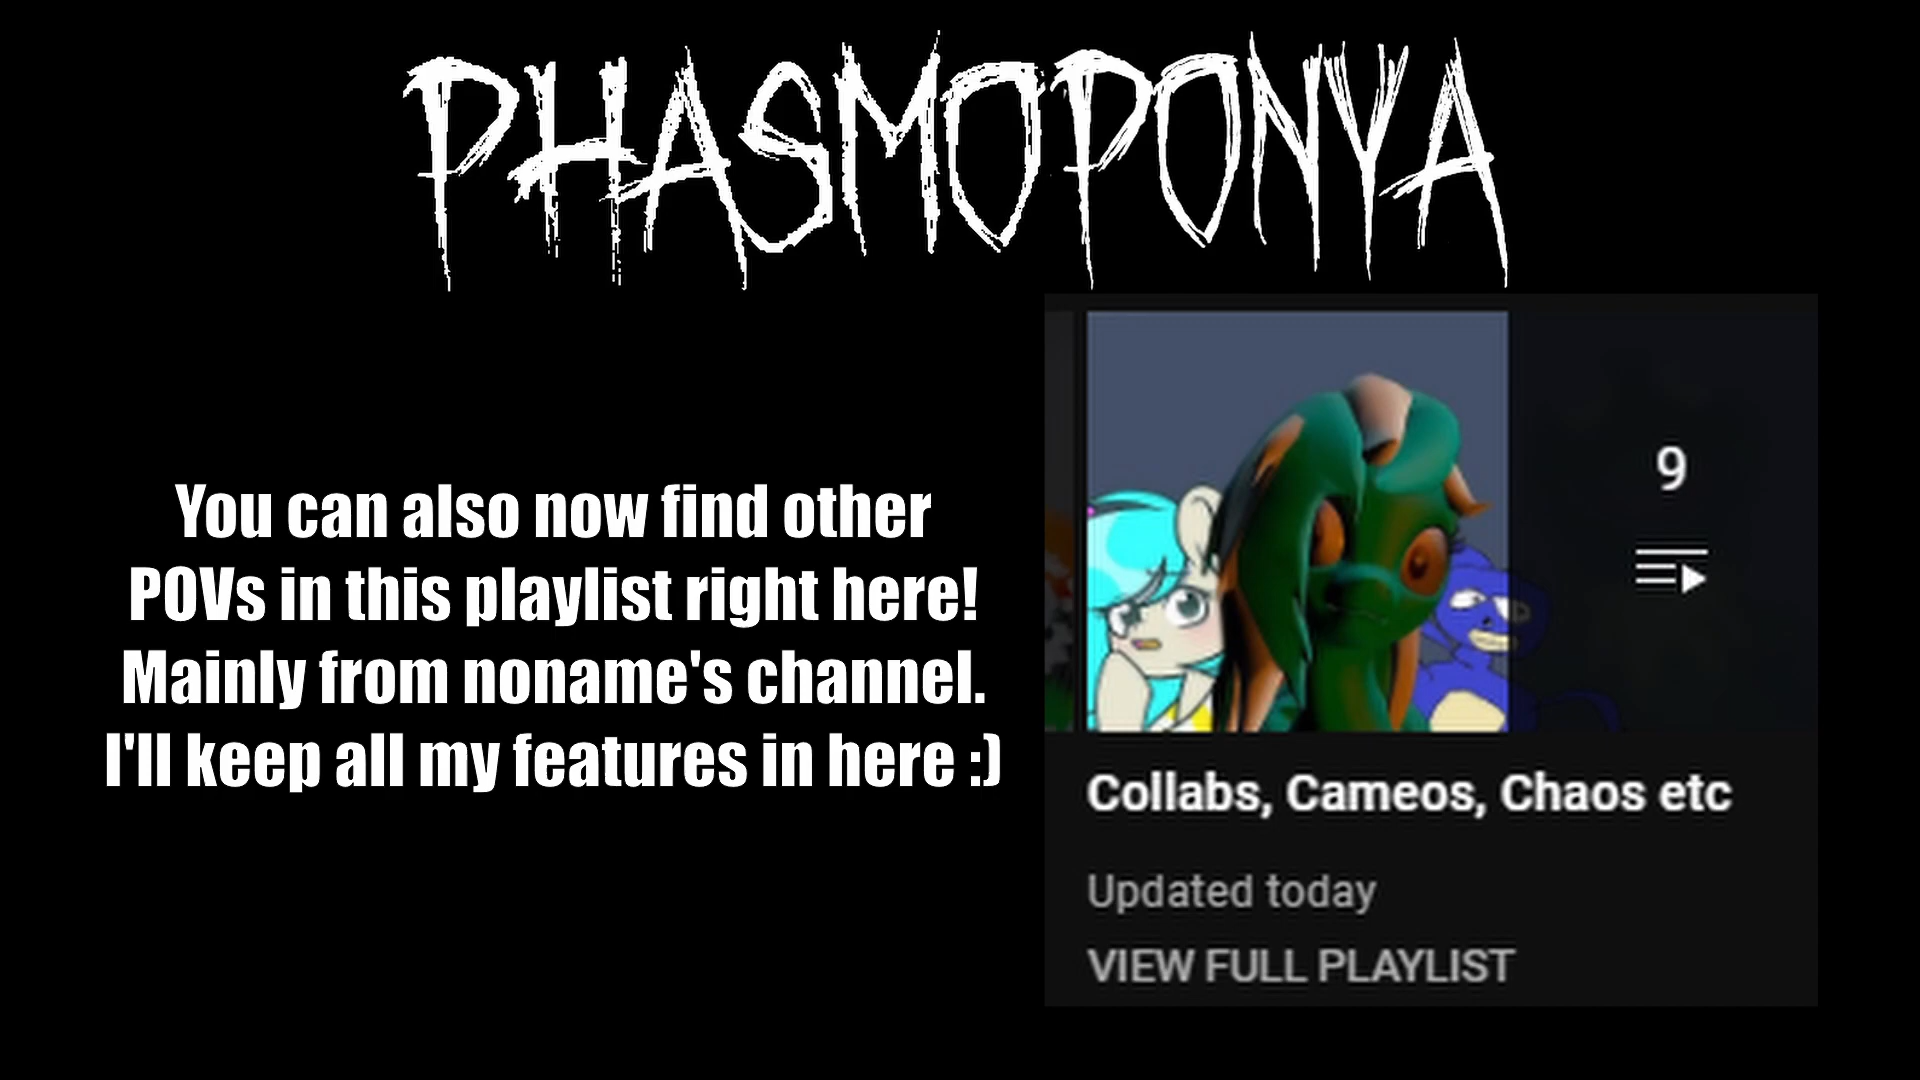 PHASMOPONYA
You can also now find other
POVs in this playlist right here!
Mainly from noname's channel.
I'll keep all my features in here :)
9
Collabs, Cameos, Chaos etc
Updated today
VIEW FULL PLAYLIST